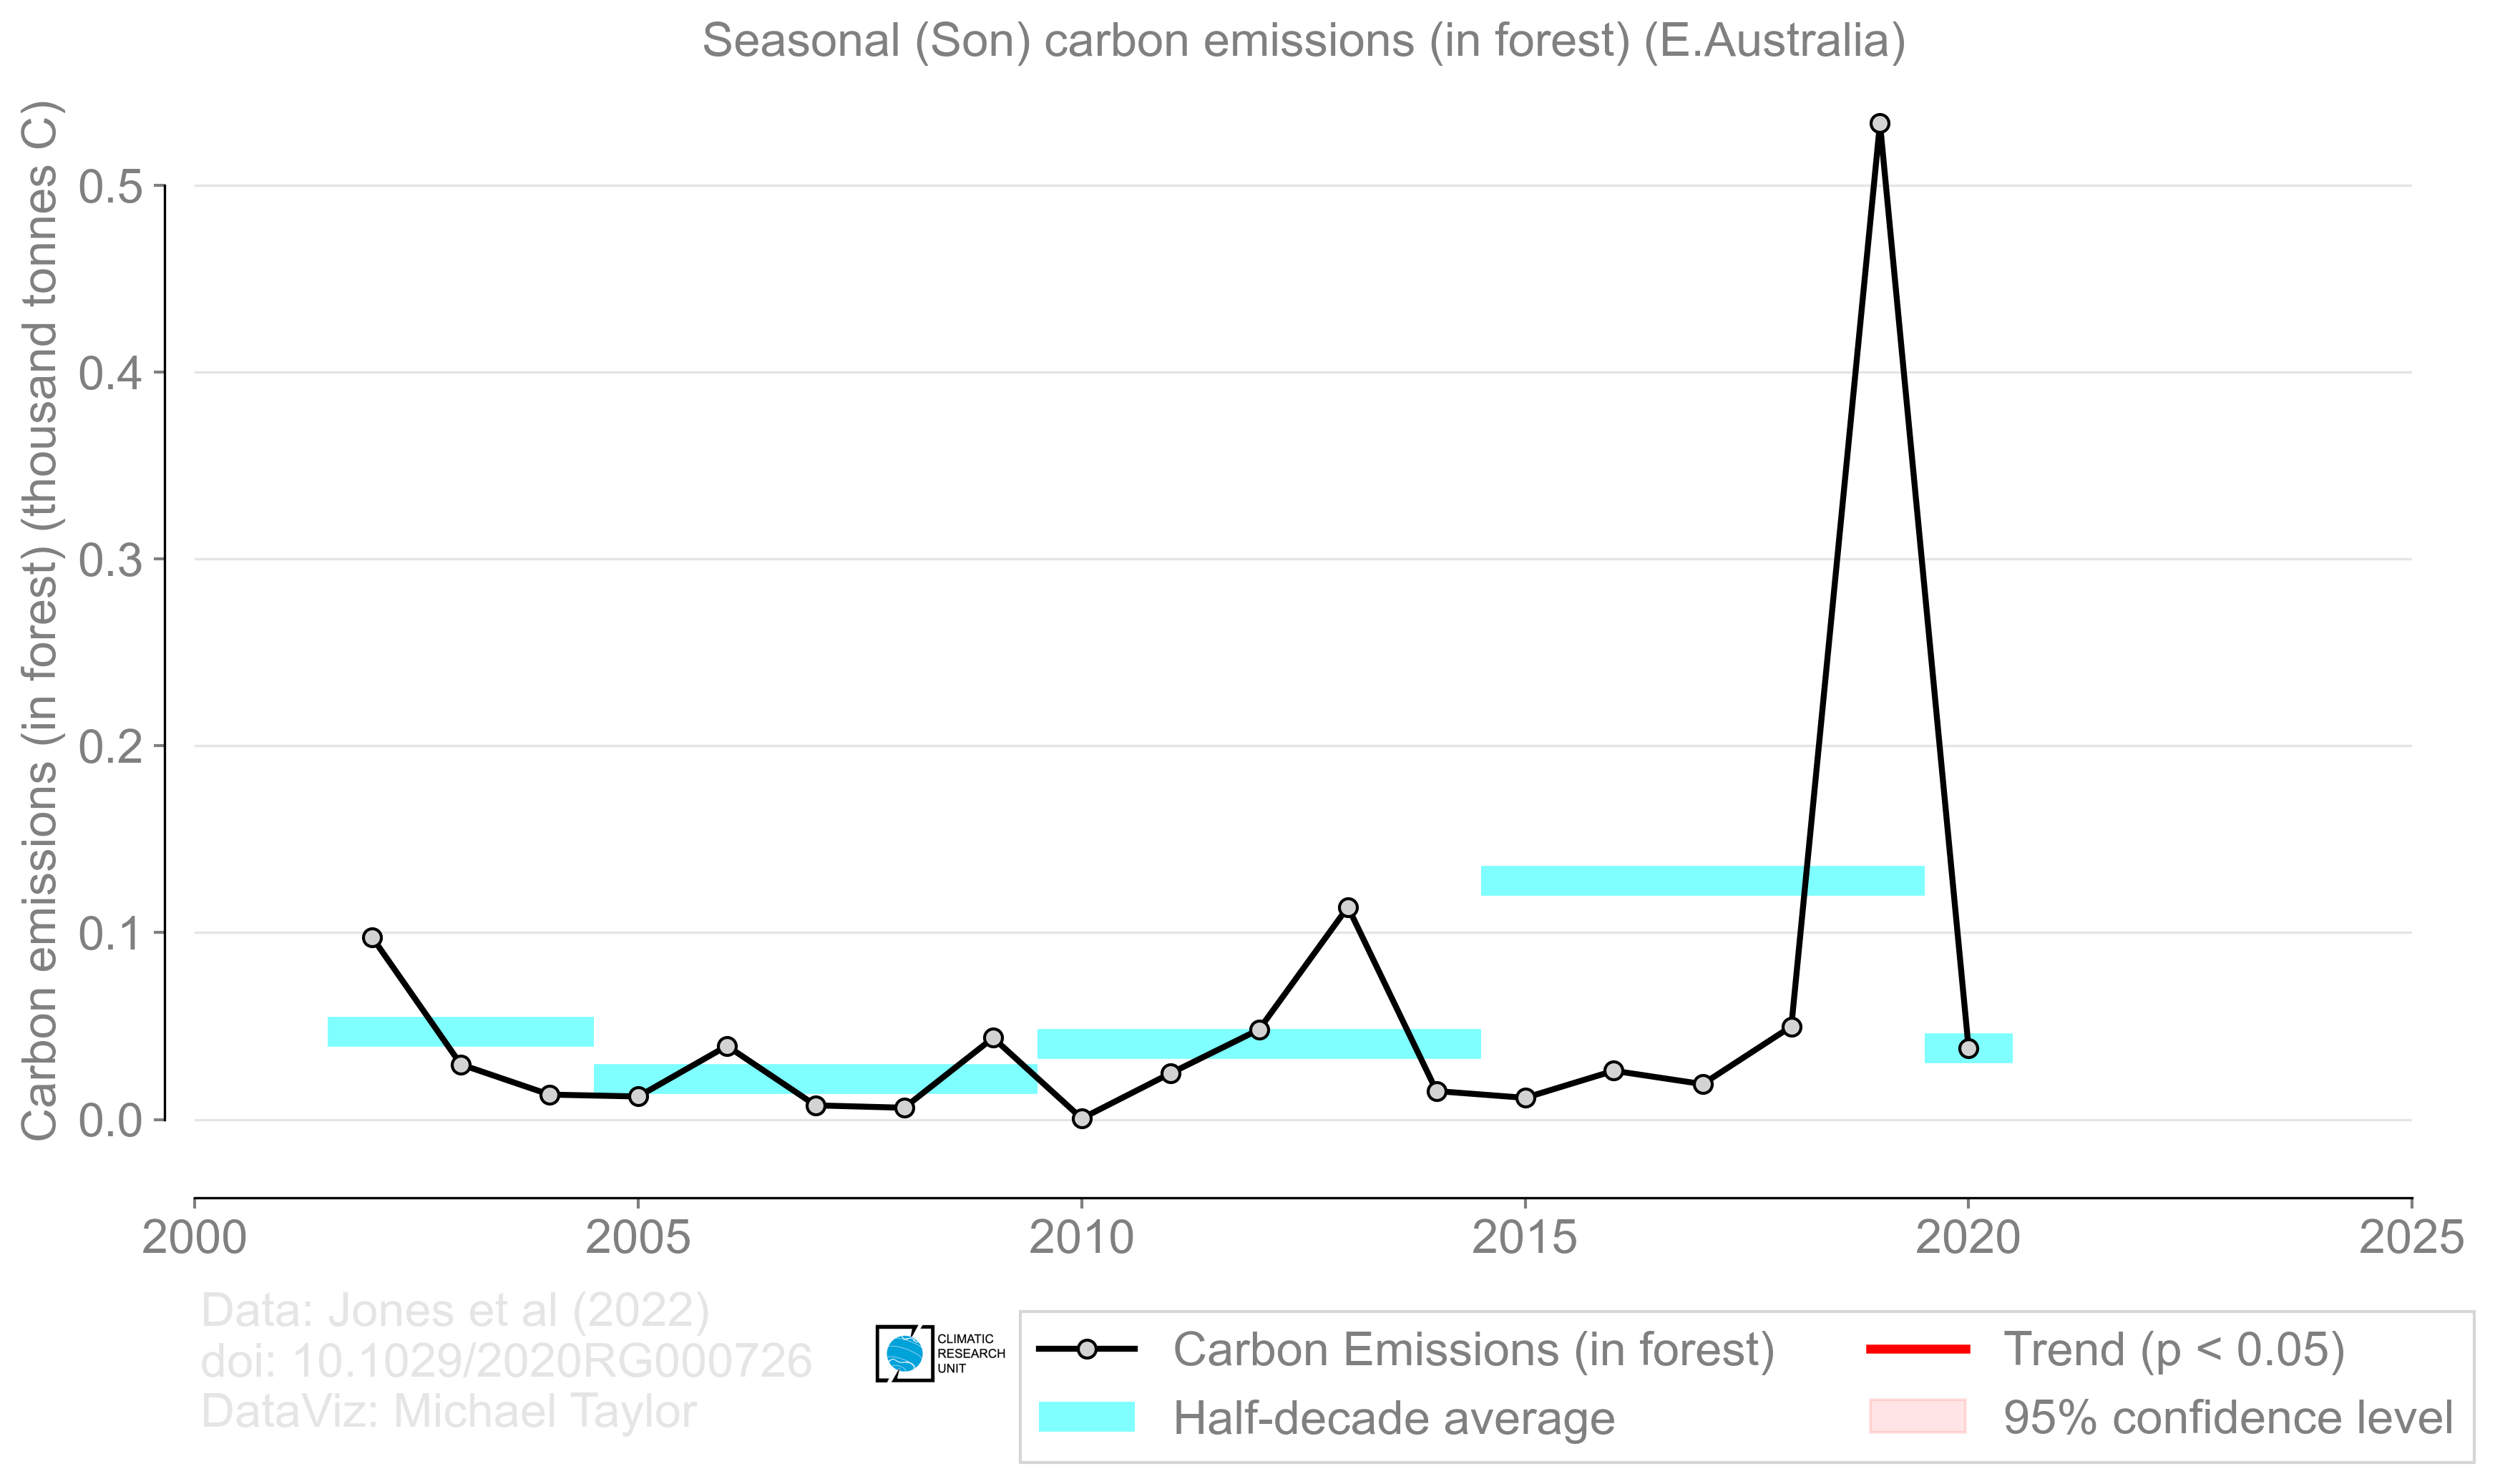 Seasonal (Son) carbon emissions (in forest) (E.Australia)
Carbon emissions (in forest) (thousand tonnes C)
0.5
0.4
0.3
0.2
0.1
0.0
2000
2005
2010
2015
2020
2025
Data: Jones et al (2022)
doi: 10.1029/2020RG000726
DataViz: Michael Taylor
CLIMATIC
RESEARCH
UNIT
Carbon Emissions (in forest)
Half-decade average
Trend (p < 0.05)
95% confidence level